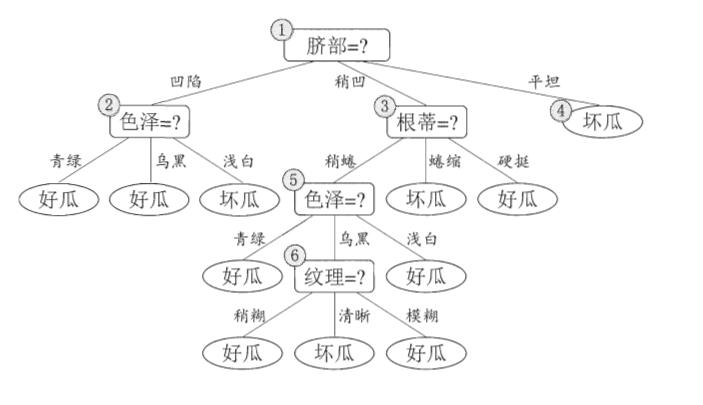 ① 脐部=?
凹陷 稍凹 平坦
② 色泽=? ③ 根蒂=? ④ 坏瓜
青绿 乌黑 浅白 稍蜷 蜷缩 硬挺
好瓜 好瓜 坏瓜 ⑤ 色泽=? 坏瓜 好瓜
青绿 乌黑 浅白
好瓜 ⑥ 纹理=? 好瓜
稍糊 清晰 模糊
好瓜 坏瓜 好瓜